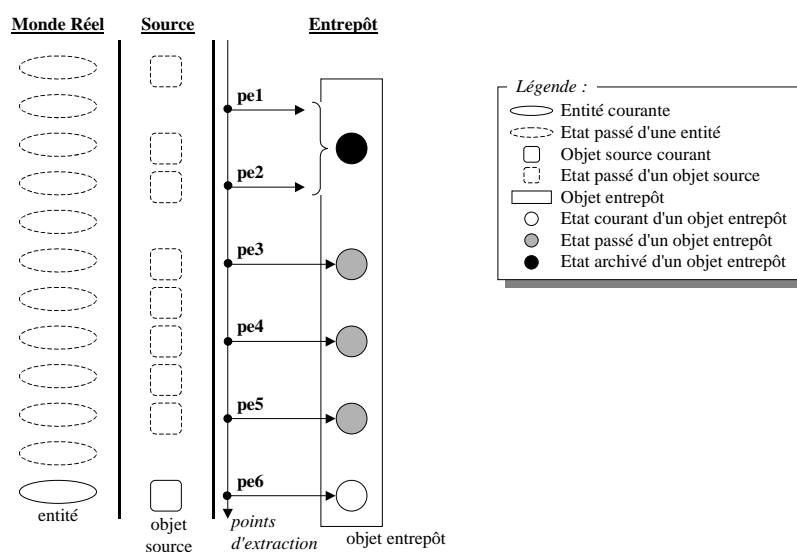 Monde Réel
Source
Entrepôt
pe1
pe2
pe3
pe4
pe5
pe6
entité
objet
source
points
d'extraction
objet entrepôt
Légende :
Entité courante
Etat passé d'une entité
Objet source courant
Etat passé d'un objet source
Objet entrepôt
Etat courant d'un objet entrepôt
Etat passé d'un objet entrepôt
Etat archivé d'un objet entrepôt